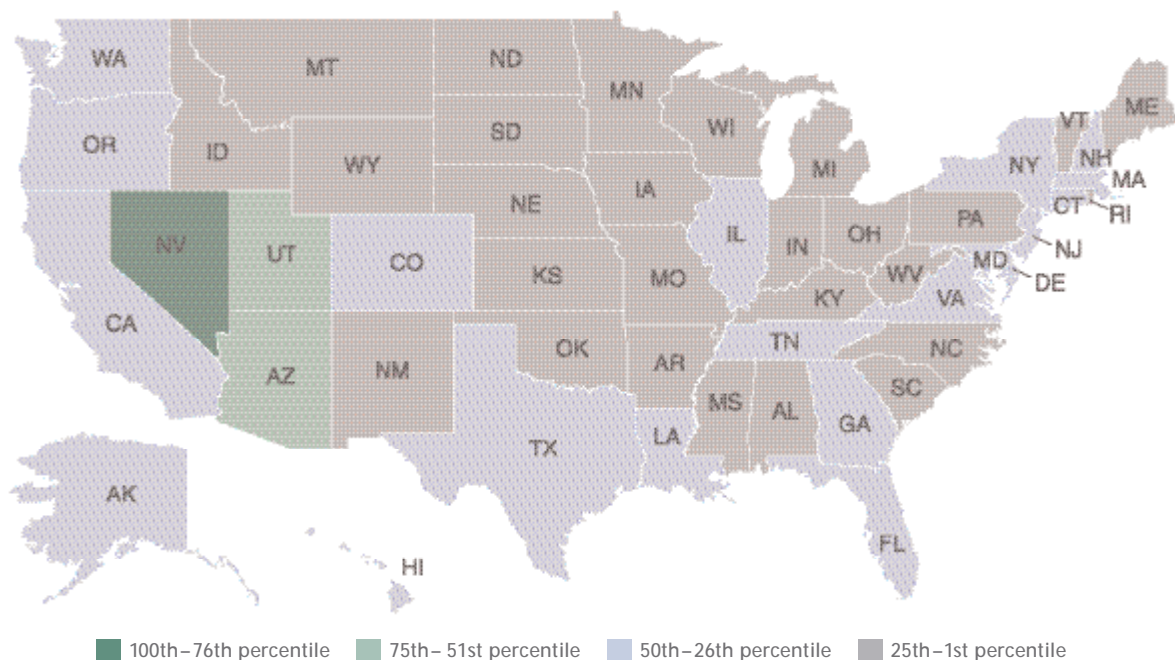 WA
MT
ND
MN
OR
ID
WY
SD
WI
MI
VT
NH
ME
NY
MA
CT
RI
NV
UT
CO
NE
IA
IL
IN
OH
PA
NJ
MD
DE
CA
AZ
NM
KS
MO
KY
WV
VA
OK
AR
TN
NC
TX
LA
MS
AL
GA
SC
AK
HI
FL
100th–76th percentile
75th–51st percentile
50th–26th percentile
25th–1st percentile